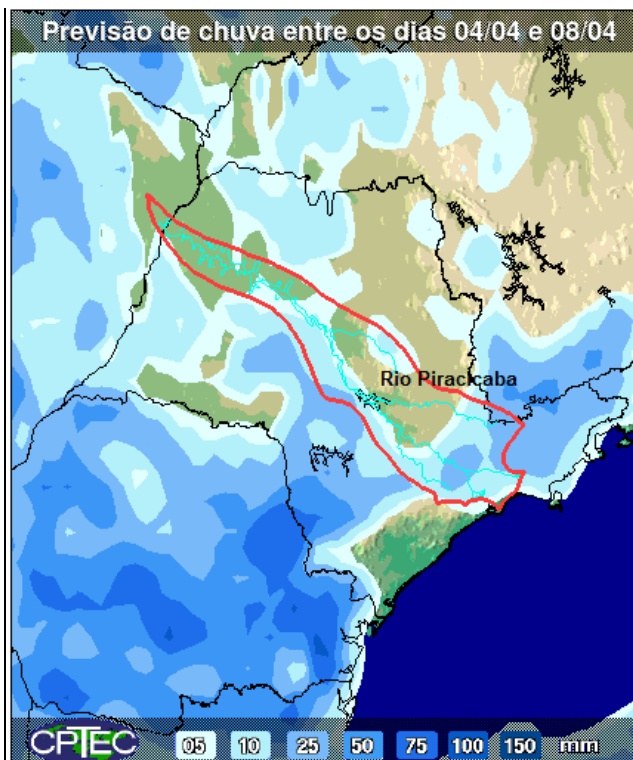 Previsão de chuva entre os dias 04/04 e 08/04
Rio Piracicaba
CPTEC 05 10 25 50 75 100 150 mm